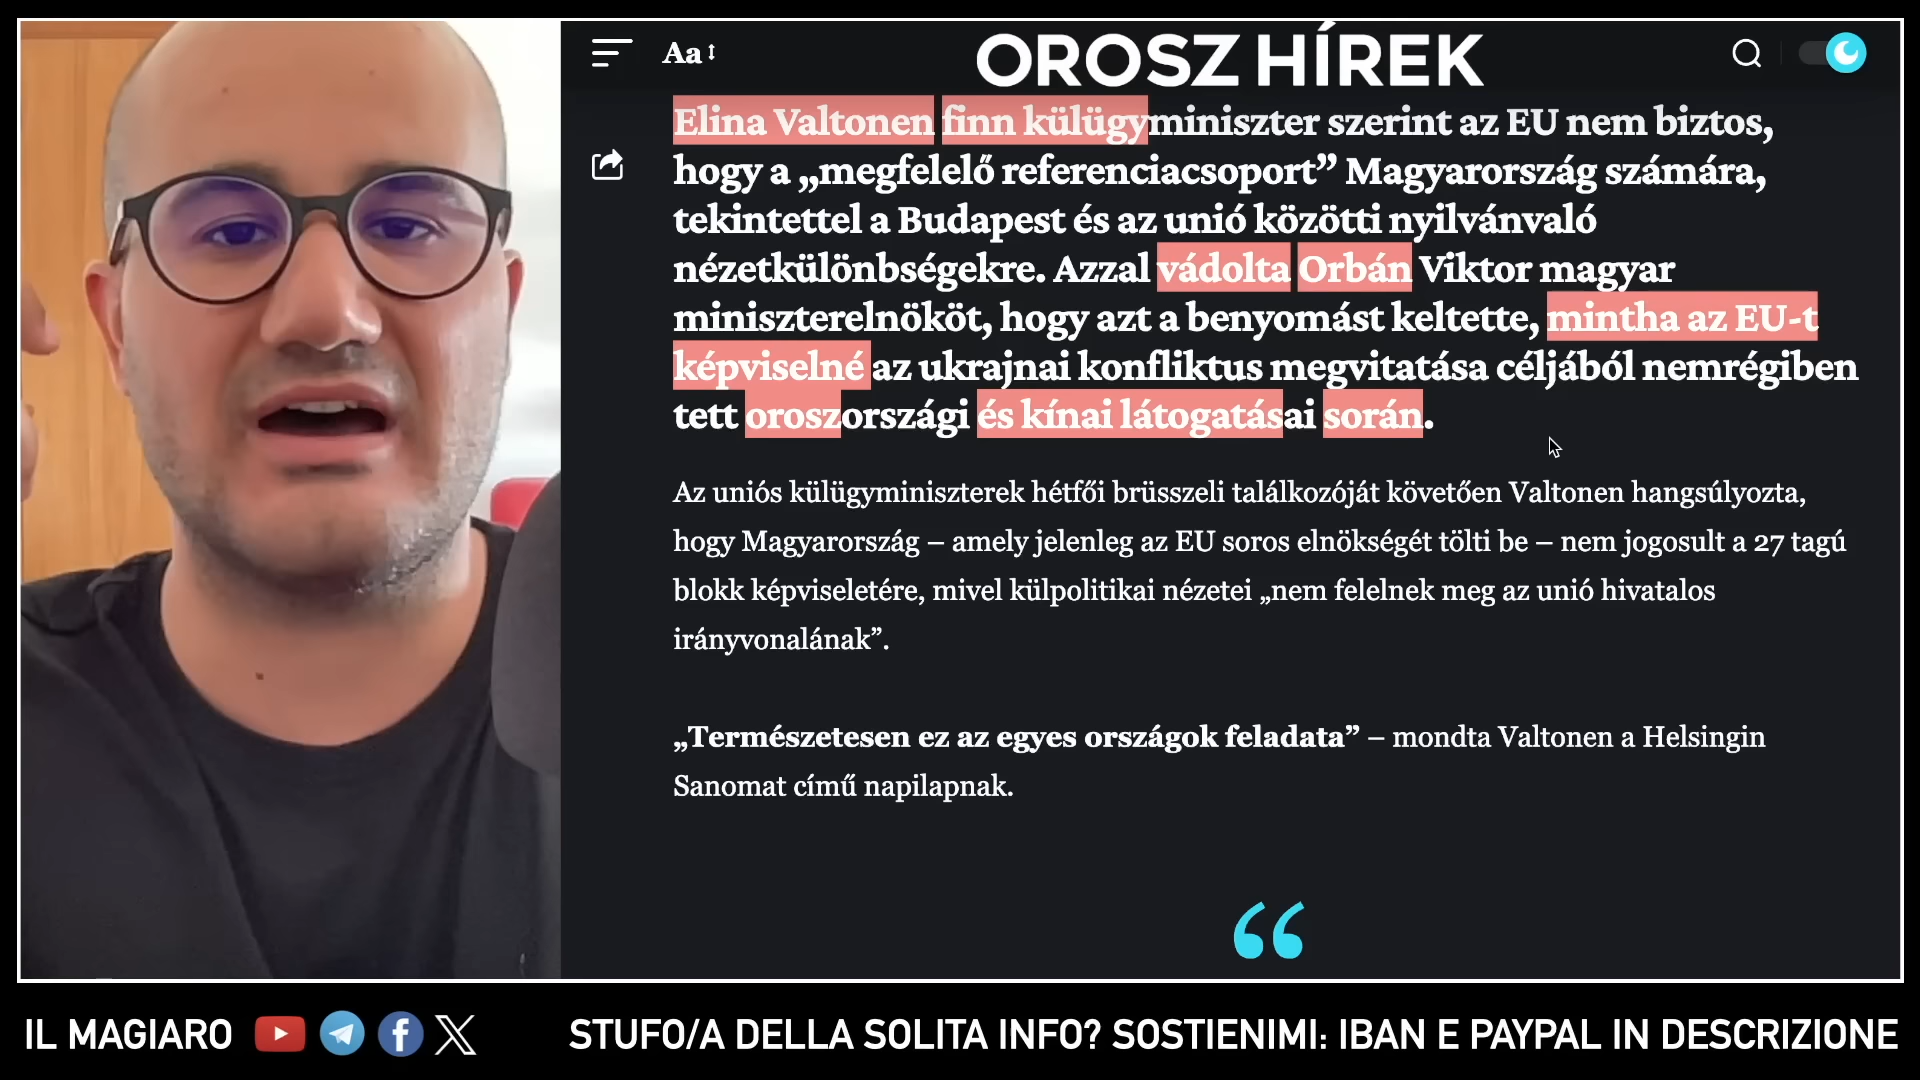 Aa
OROSZ HÍREK
Elina Valtonen finn külügyminiszter szerint az EU nem biztos,
hogy a „megfelelő referenciacsoport” Magyarország számára,
tekintettel a Budapest és az unió közötti nyilvánvaló
nézetkülönbségekre. Azzal vádolta Orbán Viktor magyar
miniszterelnököt, hogy azt a benyomást keltette, mintha az EU-t
képviselné az ukrajnai konfliktus megvitatása céljából nemrégiben
tett oroszországi és kínai látogatásai során.
Az uniós külügyminiszterek hétfői brüsszeli találkozóját követően Valtonen hangsúlyozta,
hogy Magyarország – amely jelenleg az EU soros elnökségét tölti be – nem jogosult a 27 tagú
blokk képviseletére, mivel külpolitikai nézetei „nem felelnek meg az unió hivatalos
irányvonalának”.
„Természetesen ez az egyes országok feladata” – mondta Valtonen a Helsingin
Sanomat című napilapnak.
IL MAGIARO
STUFO/A DELLA SOLITA INFO? SOSTIENIMI: IBAN E PAYPAL IN DESCRIZIONE